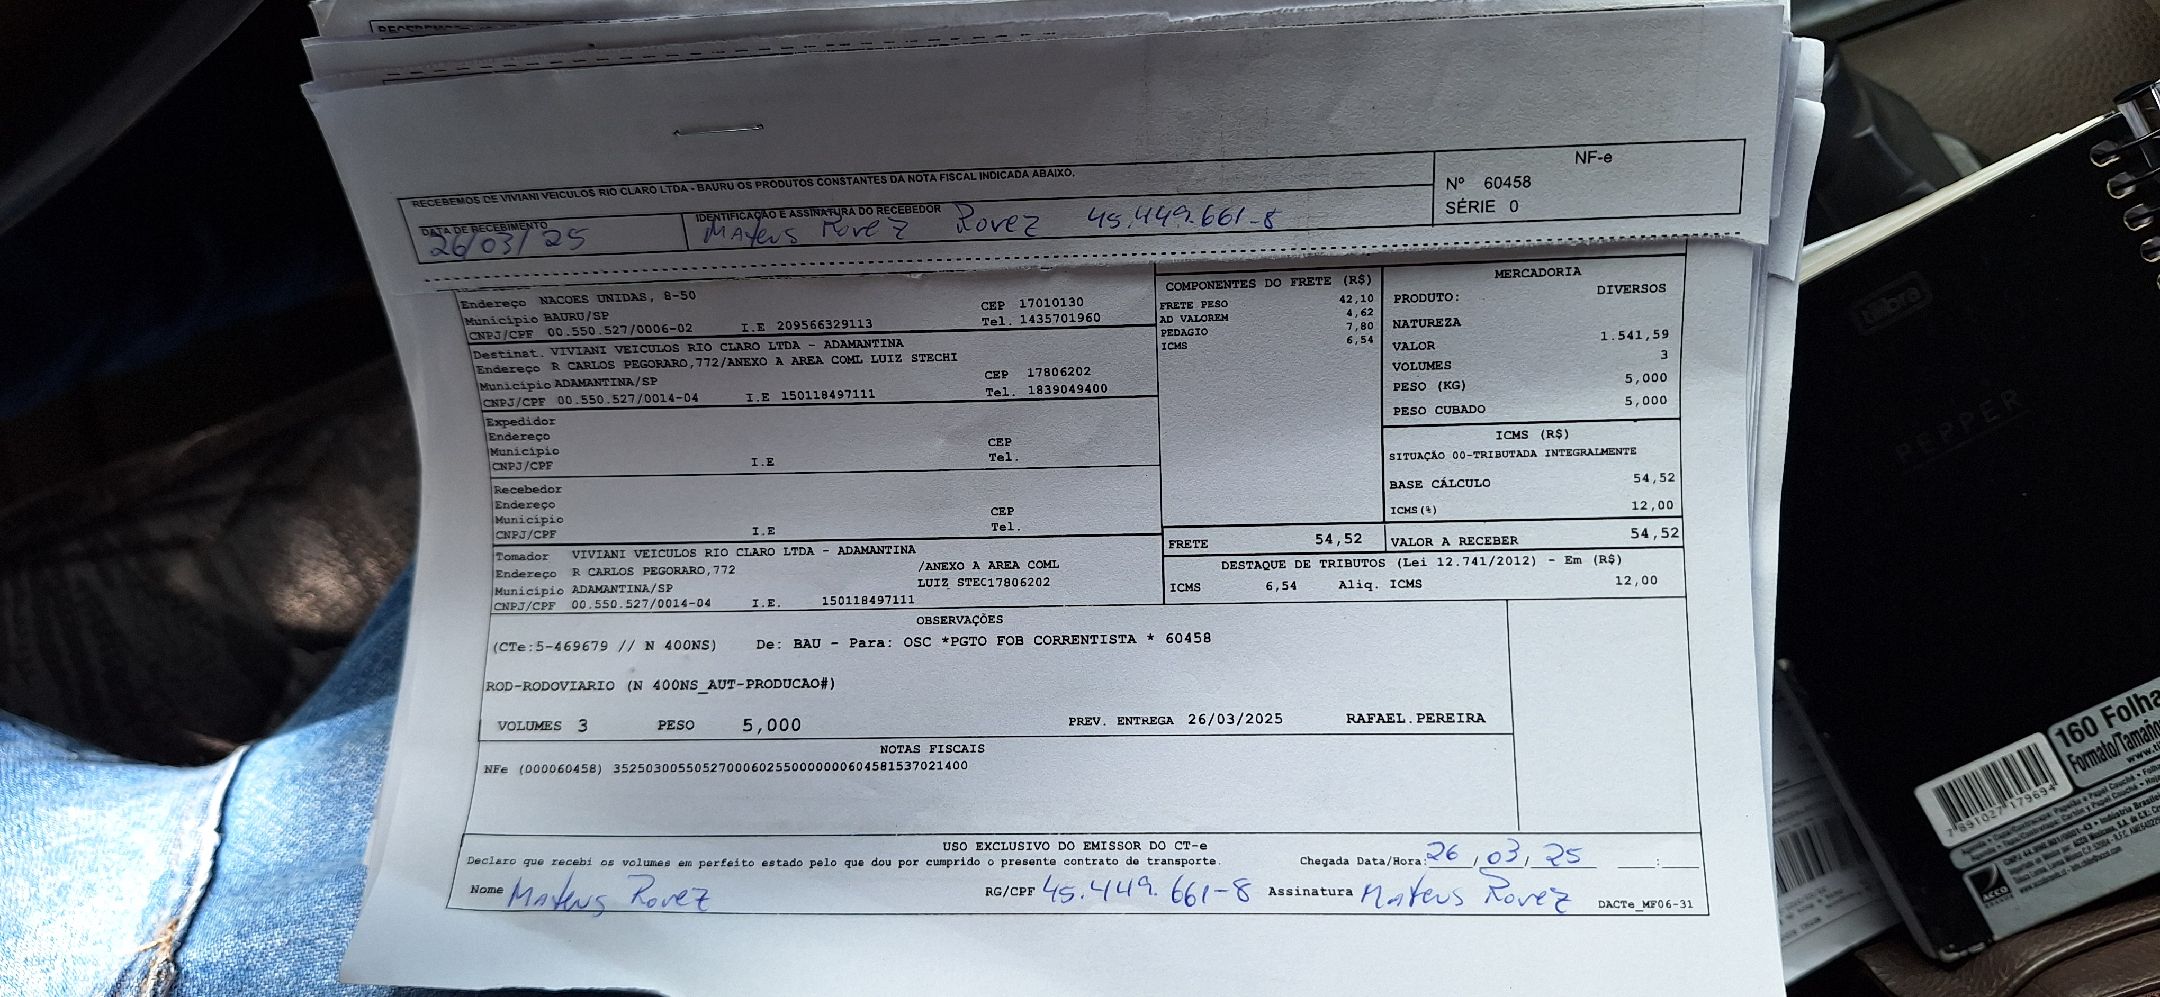 RECEBEMOS DE VIVIANI VEICULOS RIO CLARO LTDA - BAURU OS PRODUTOS CONSTANTES DA NOTA FISCAL INDICADA ABAIXO.
NF-e
Nº 60458
SÉRIE 0
DATA DE RECEBIMENTO
26/03/25
IDENTIFICAÇÃO E ASSINATURA DO RECEBEDOR
Mateus Rovez Rovez 45.449.661-8
Endereço NACOES UNIDAS, 8-50
Município BAURU/SP CEP 17010130
CNPJ/CPF 00.550.527/0006-02 I.E 209566329113 Tel. 1435701960
Destinat. VIVIANI VEICULOS RIO CLARO LTDA - ADAMANTINA
Endereço R CARLOS PEGORARO,772/ANEXO A AREA COML LUIZ STECHI
Município ADAMANTINA/SP CEP 17806202
CNPJ/CPF 00.550.527/0014-04 I.E 150118497111 Tel. 1839049400
Expedidor
Endereço
Município CEP
CNPJ/CPF I.E Tel.
Recebedor
Endereço
Município CEP
CNPJ/CPF I.E Tel.
Tomador VIVIANI VEICULOS RIO CLARO LTDA - ADAMANTINA
Endereço R CARLOS PEGORARO,772 /ANEXO A AREA COML
Município ADAMANTINA/SP LUIZ STEC17806202
CNPJ/CPF 00.550.527/0014-04 I.E. 150118497111
COMPONENTES DO FRETE (R$)
FRETE PESO 42,10
AD VALOREM 4,62
PEDAGIO 7,80
ICMS 6,54
MERCADORIA
PRODUTO: DIVERSOS
NATUREZA
VALOR 1.541,59
VOLUMES 3
PESO (KG) 5,000
PESO CUBADO 5,000
ICMS (R$)
SITUAÇÃO 00-TRIBUTADA INTEGRALMENTE
BASE CÁLCULO 54,52
ICMS(%) 12,00
FRETE 54,52 VALOR A RECEBER 54,52
DESTAQUE DE TRIBUTOS (Lei 12.741/2012) - Em (R$)
ICMS 6,54 Aliq. ICMS 12,00
OBSERVAÇÕES
(CTe:5-469679 // N 400NS) De: BAU - Para: OSC *PGTO FOB CORRENTISTA * 60458
ROD-RODOVIARIO (N 400NS_AUT-PRODUCAO#)
VOLUMES 3 PESO 5,000 PREV. ENTREGA 26/03/2025 RAFAEL.PEREIRA
NOTAS FISCAIS
NFe (000060458) 35250300550527000602550000000604581537021400
USO EXCLUSIVO DO EMISSOR DO CT-e
Declaro que recebi os volumes em perfeito estado pelo que dou por cumprido o presente contrato de transporte. Chegada Data/Hora: 26/03/25 __:__
Nome Mateus Rovez RG/CPF 45.449.661-8 Assinatura Mateus Rovez DACTe_MF06-31
tilibra
PEPPER
160 Folha
Formato/Tamaño
7 891027 179694
ACCO